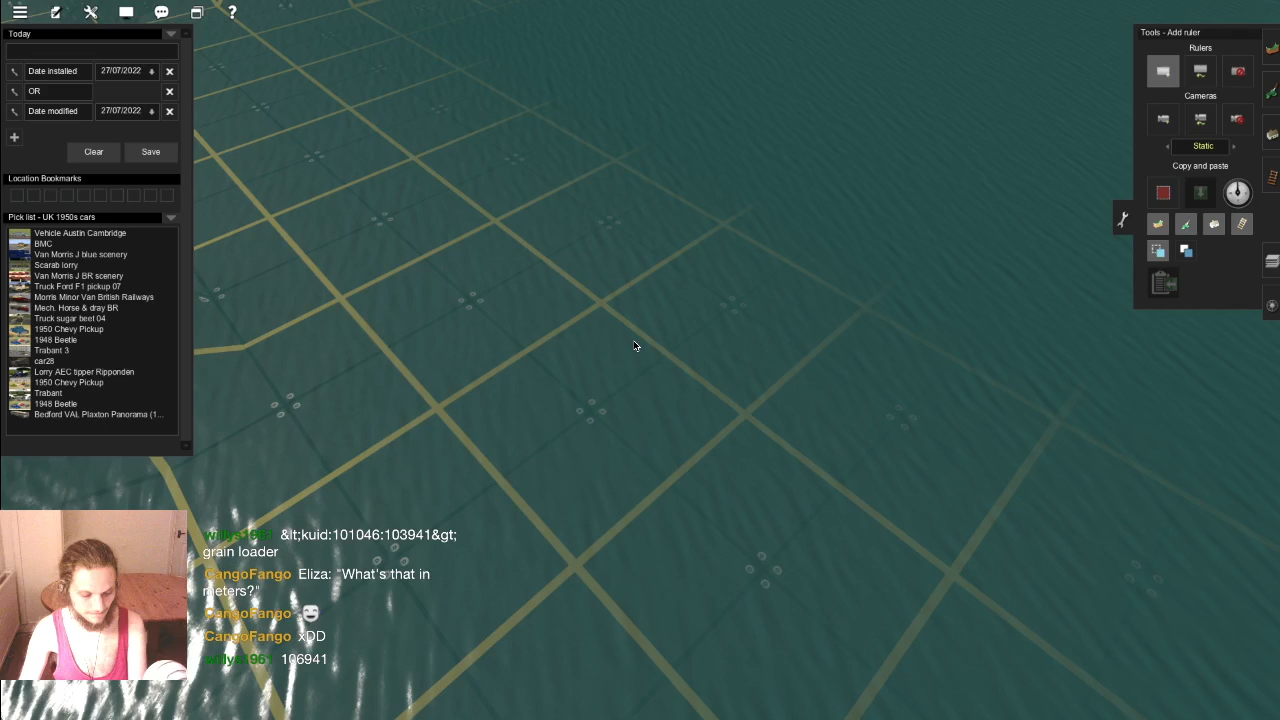 Today
Date installed 27/07/2022
OR
Date modified 27/07/2022
Clear Save
Location Bookmarks
Pick list - UK 1950s cars
Vehicle Austin Cambridge
BMC
Van Morris J blue scenery
Scarab lorry
Van Morris J BR scenery
Truck Ford F1 pickup 07
Morris Minor Van British Railways
Mech. Horse & dray BR
Truck sugar beet 04
1950 Chevy Pickup
1948 Beetle
Trabant 3
car28
Lorry AEC tipper Ripponden
1950 Chevy Pickup
Trabant
1948 Beetle
Bedford VAL Plaxton Panorama (1...
Tools - Add ruler
Rulers
Cameras
Static
Copy and paste
willys1961 &lt;kuid:101046:103941&gt;
grain loader
CangoFango Eliza: "What's that in
meters?"
CangoFango
CangoFango xDD
willys1961 106941